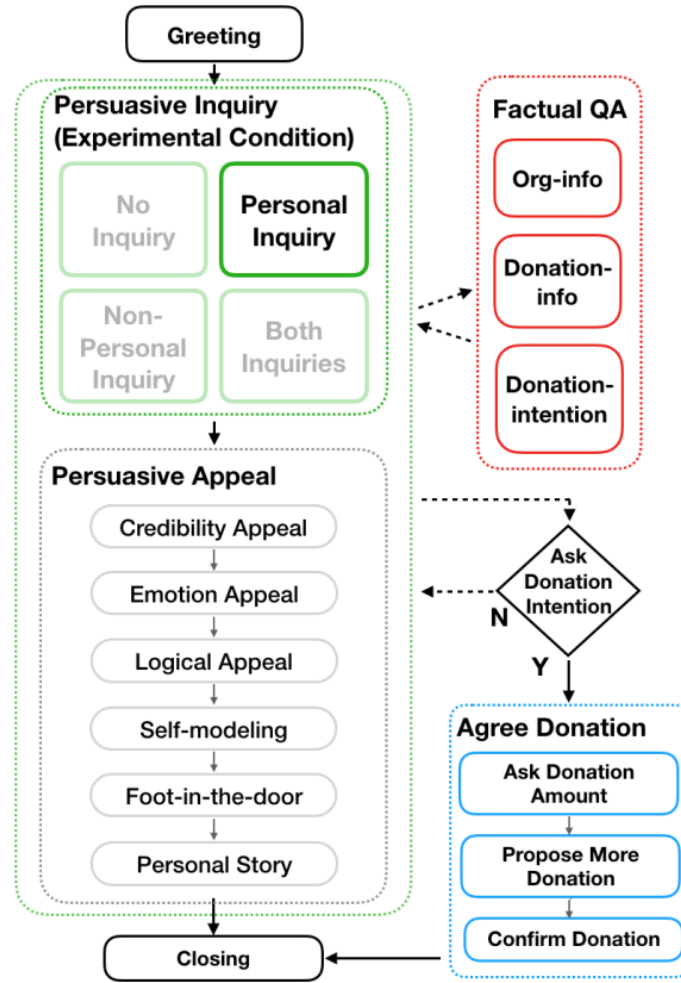 Greeting
Persuasive Inquiry
(Experimental Condition)
No
Inquiry
Personal
Inquiry
Non-
Personal
Inquiry
Both
Inquiries
Factual QA
Org-info
Donation-
info
Donation-
intention
Persuasive Appeal
Credibility Appeal
Emotion Appeal
Logical Appeal
Self-modeling
Foot-in-the-door
Personal Story
Ask
Donation
Intention
N
Y
Agree Donation
Ask Donation
Amount
Propose More
Donation
Confirm Donation
Closing